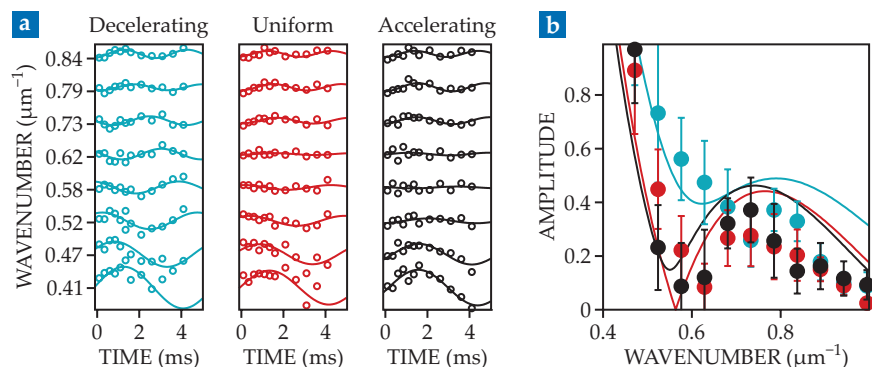 a
Decelerating
Uniform
Accelerating
WAVENUMBER (μm⁻¹)
0.84
0.79
0.73
0.62
0.58
0.52
0.47
0.41
0 2 4
0 2 4
0 2 4
TIME (ms)
TIME (ms)
TIME (ms)
b
AMPLITUDE
0.8
0.6
0.4
0.2
0
0.4 0.6 0.8
WAVENUMBER (μm⁻¹)